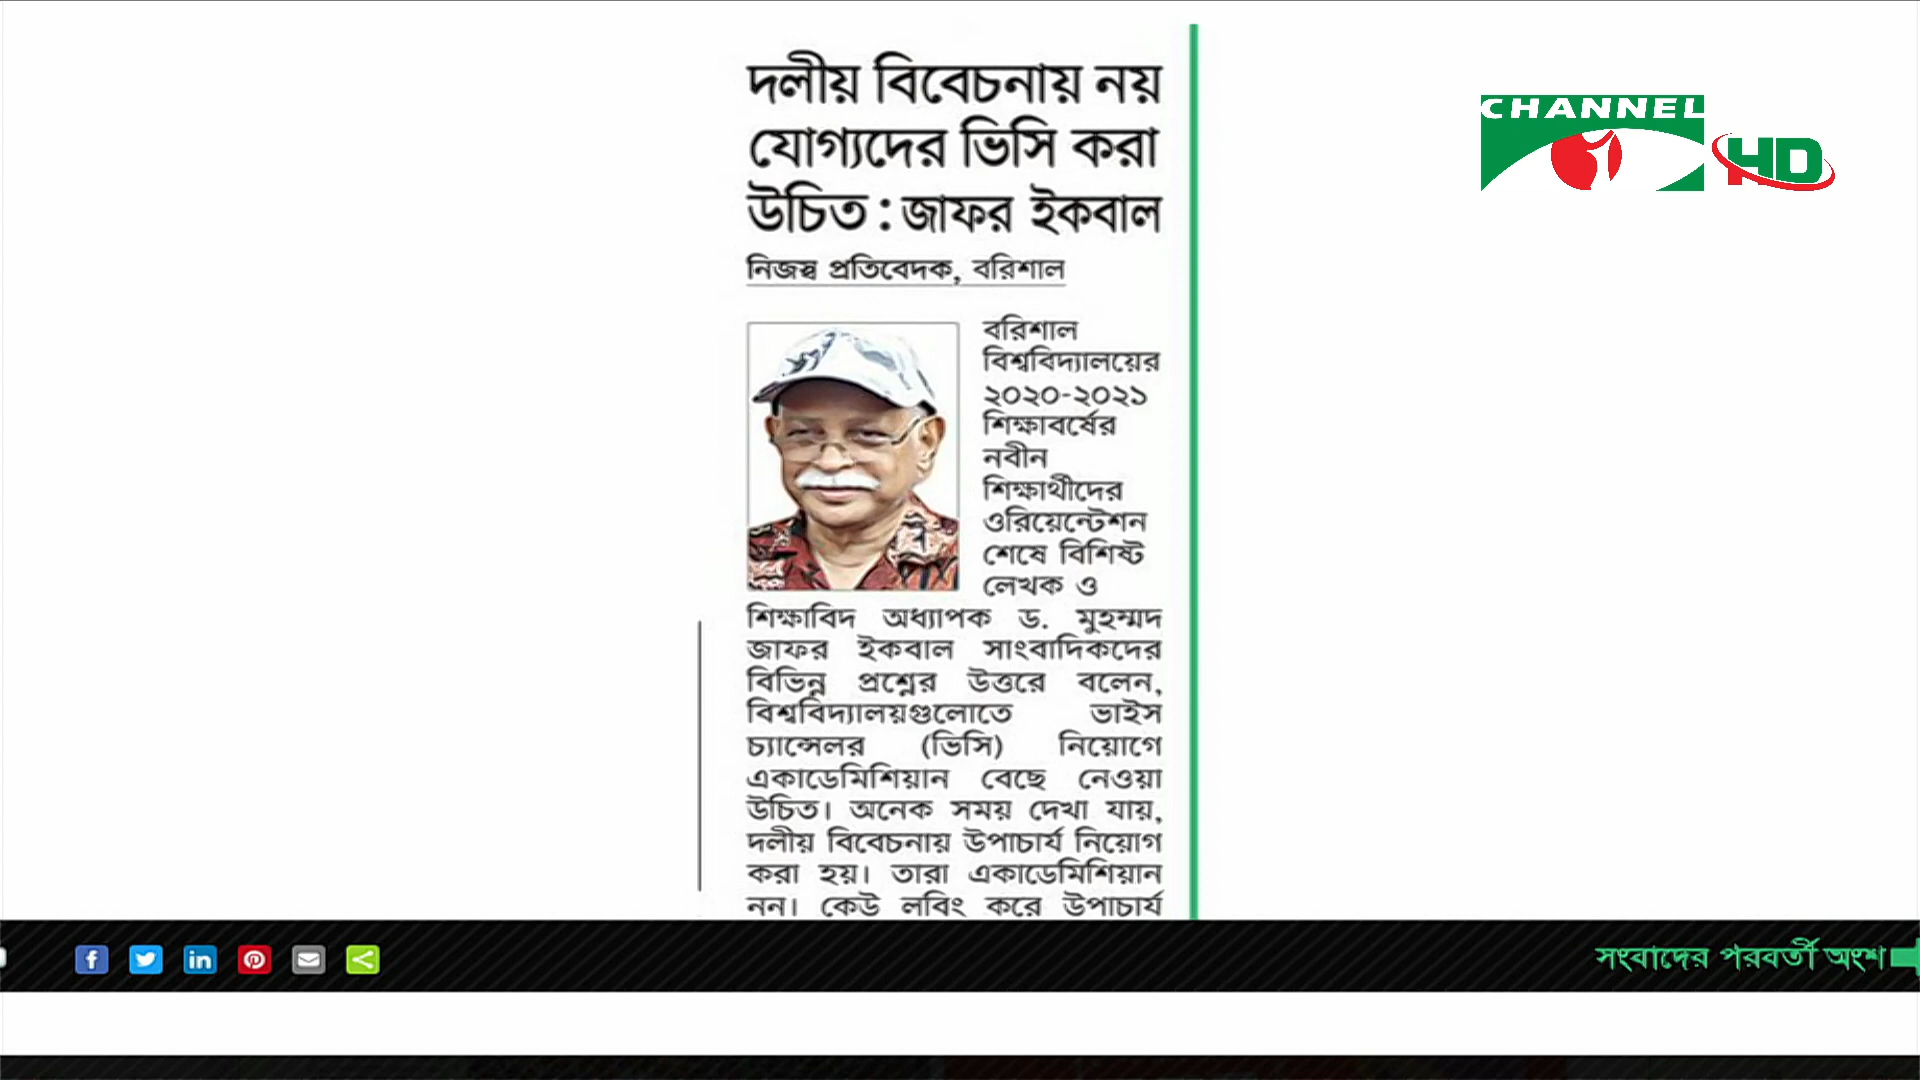 দলীয় বিবেচনায় নয়
যোগ্যদের ভিসি করা
উচিত : জাফর ইকবাল
নিজস্ব প্রতিবেদক, বরিশাল
বরিশাল
বিশ্ববিদ্যালয়ের
২০২০-২০২১
শিক্ষাবর্ষের
নবীন
শিক্ষার্থীদের
ওরিয়েন্টেশন
শেষে বিশিষ্ট
লেখক ও
শিক্ষাবিদ অধ্যাপক ড. মুহম্মদ
জাফর ইকবাল সাংবাদিকদের
বিভিন্ন প্রশ্নের উত্তরে বলেন,
বিশ্ববিদ্যালয়গুলোতে ভাইস
চ্যান্সেলর (ভিসি) নিয়োগে
একাডেমিশিয়ান বেছে নেওয়া
উচিত। অনেক সময় দেখা যায়,
দলীয় বিবেচনায় উপাচার্য নিয়োগ
করা হয়। তারা একাডেমিশিয়ান
নন। কেউ লবিং করে উপাচার্য
CHANNEL
HD
সংবাদের পরবর্তী অংশ